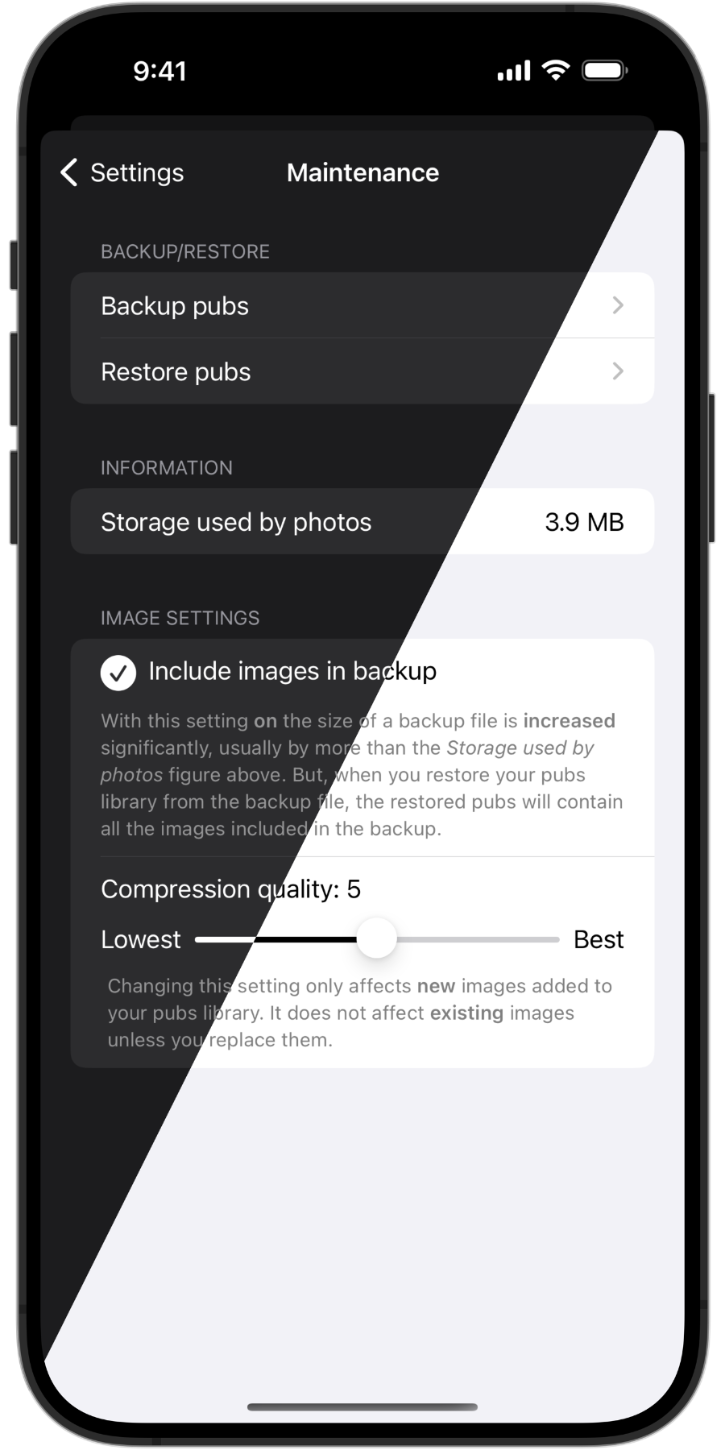 9:41
Settings
Maintenance
BACKUP/RESTORE
Backup pubs
Restore pubs
INFORMATION
Storage used by photos
3.9 MB
IMAGE SETTINGS
Include images in backup
With this setting on the size of a backup file is increased
significantly, usually by more than the Storage used by
photos figure above. But, when you restore your pubs
library from the backup file, the restored pubs will contain
all the images included in the backup.
Compression quality: 5
Lowest
Best
Changing this setting only affects new images added to
your pubs library. It does not affect existing images
unless you replace them.